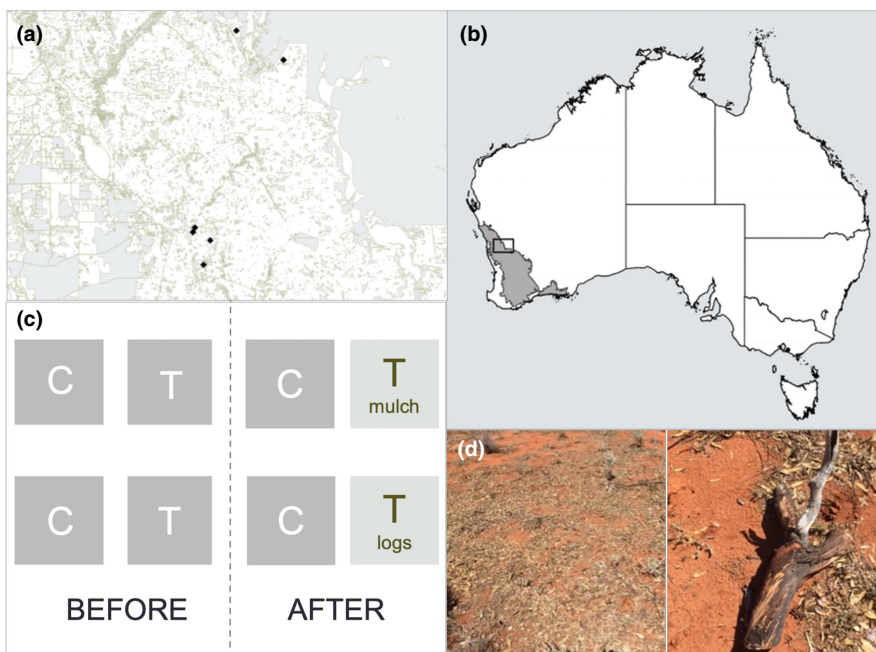 (a)
(b)
(c)
C T C T
mulch
C T C T
logs
BEFORE AFTER
(d)